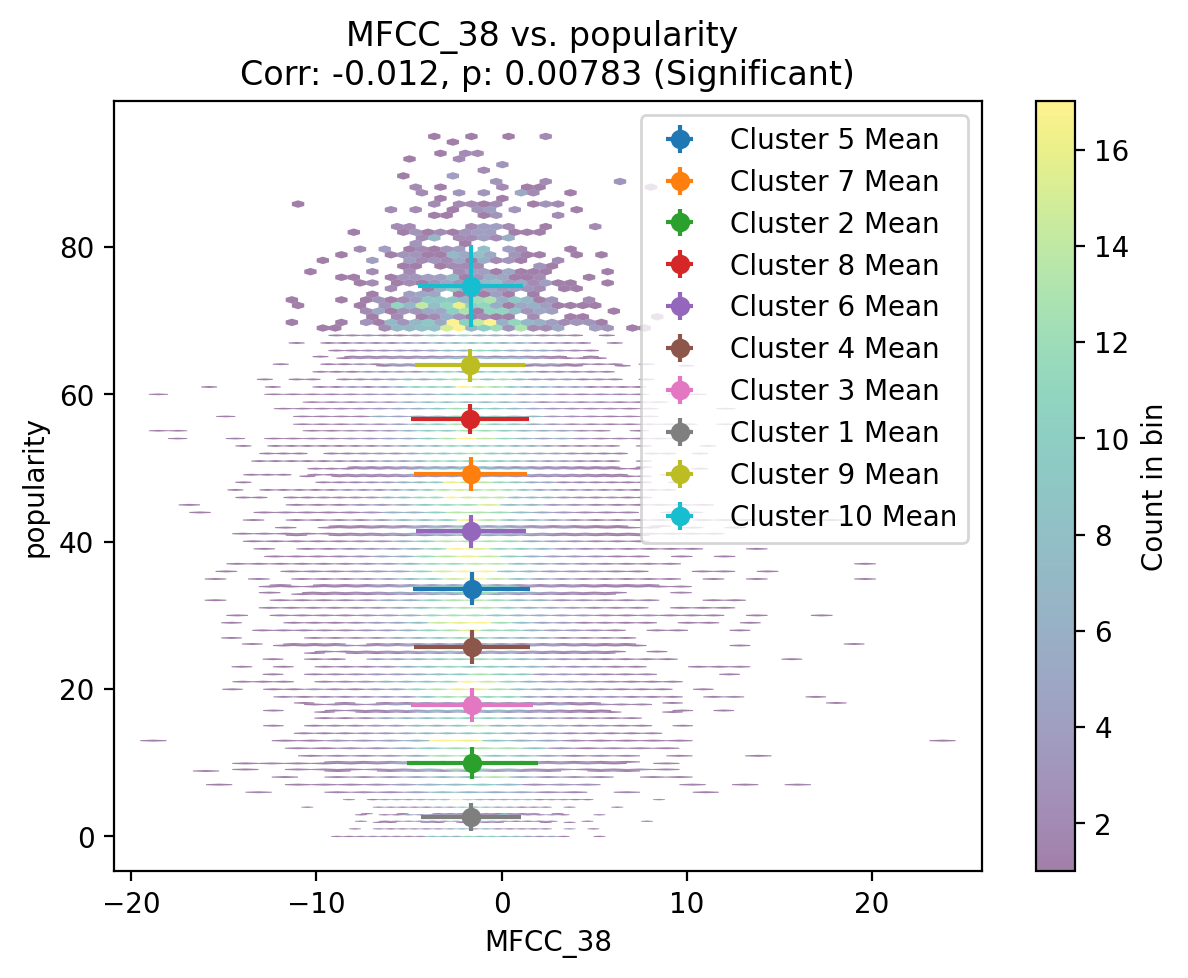 MFCC_38 vs. popularity
Corr: -0.012, p: 0.00783 (Significant)
Cluster 5 Mean
Cluster 7 Mean
Cluster 2 Mean
Cluster 8 Mean
Cluster 6 Mean
Cluster 4 Mean
Cluster 3 Mean
Cluster 1 Mean
Cluster 9 Mean
Cluster 10 Mean
popularity
80
60
40
20
0
−20
−10
0
10
20
MFCC_38
16
14
12
10
8
6
4
2
Count in bin